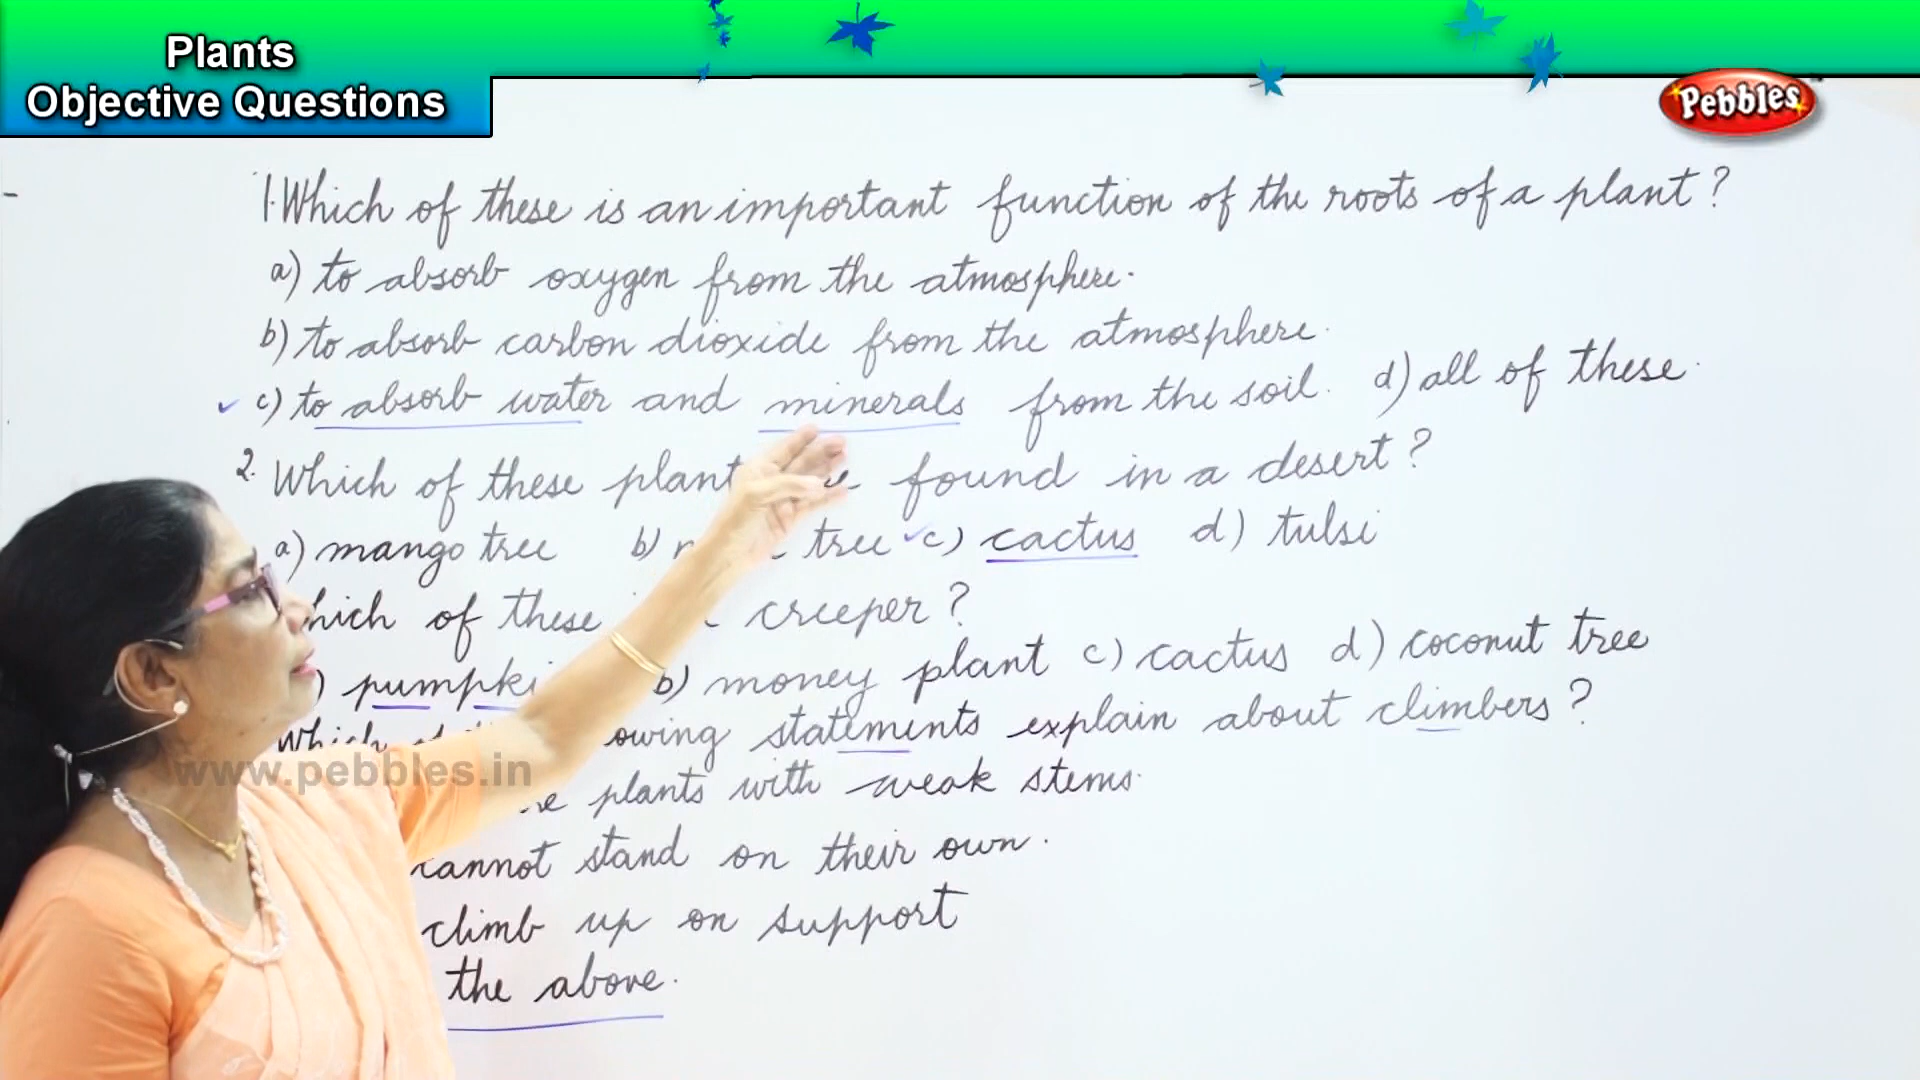 Plants
Objective Questions
Pebbles
1. Which of these is an important function of the roots of a plant?
a) to absorb oxygen from the atmosphere.
b) to absorb carbon dioxide from the atmosphere.
c) to absorb water and minerals from the soil. d) all of these.
2. Which of these plant found in a desert?
a) mango tree b) tree c) cactus d) tulsi
hich of these creeper?
) pumpki b) money plant c) cactus d) coconut tree
Which owing statements explain about climbers?
www.pebbles.in
plants with weak stems.
cannot stand on their own.
climb up on support
the above.